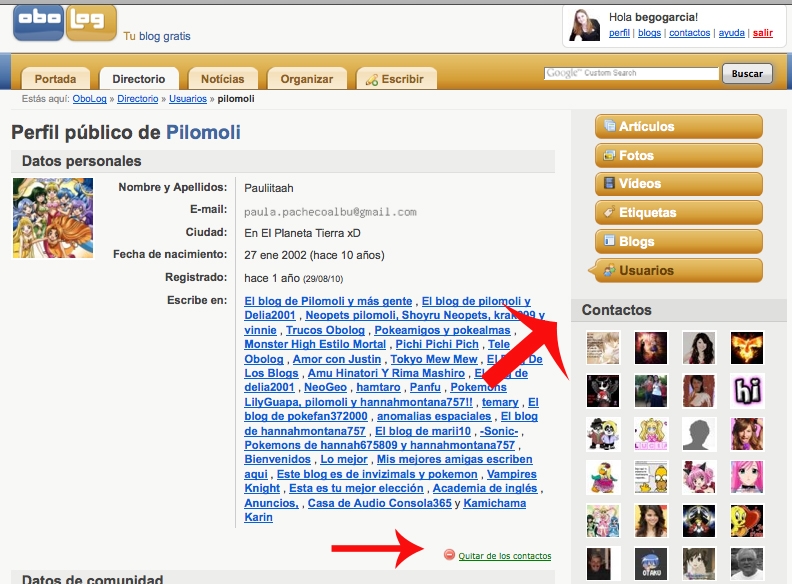 obo log
Tu blog gratis
Hola begogarcia!
perfil | blogs | contactos | ayuda | salir
Portada
Directorio
Notícias
Organizar
Escribir
Google™ Custom Search
Buscar
Estás aquí: OboLog » Directorio » Usuarios » pilomoli
Perfil público de Pilomoli
Datos personales
Nombre y Apellidos: Pauliitaah
E-mail: paula.pachecoalbu@gmail.com
Ciudad: En El Planeta Tierra xD
Fecha de nacimiento: 27 ene 2002 (hace 10 años)
Registrado: hace 1 año (29/08/10)
Escribe en: El blog de Pilomoli y más gente , El blog de pilomoli y
Delia2001 , Neopets pilomoli, Shoyru Neopets, y
vinnie , Trucos Obolog , Pokeamigos y pokealmas ,
Monster High Estilo Mortal , Pichi Pichi Pich , Tele
Obolog , Amor con Justin , Tokyo Mew Mew , De
Los Blogs , Amu Hinatori Y Rima Mashiro , de
delia2001 , NeoGeo , hamtaro , Panfu , Pokemons
LilyGuapa, pilomoli y hannahmontana757!! , temary , El
blog de pokefan372000 , anomalias espaciales , El blog
de hannahmontana757 , El blog de marii10 , -Sonic- ,
Pokemons de hannah675809 y hannahmontana757 ,
Bienvenidos , Lo mejor , Mis mejores amigas escriben
aqui , Este blog es de invizimals y pokemon , Vampires
Knight , Esta es tu mejor elección , Academia de inglés ,
Anuncios, , Casa de Audio Consola365 y Kamichama
Karin
Quitar de los contactos
Datos de comunidad
Artículos
Fotos
Vídeos
Etiquetas
Blogs
Usuarios
Contactos
hi
OTAKU